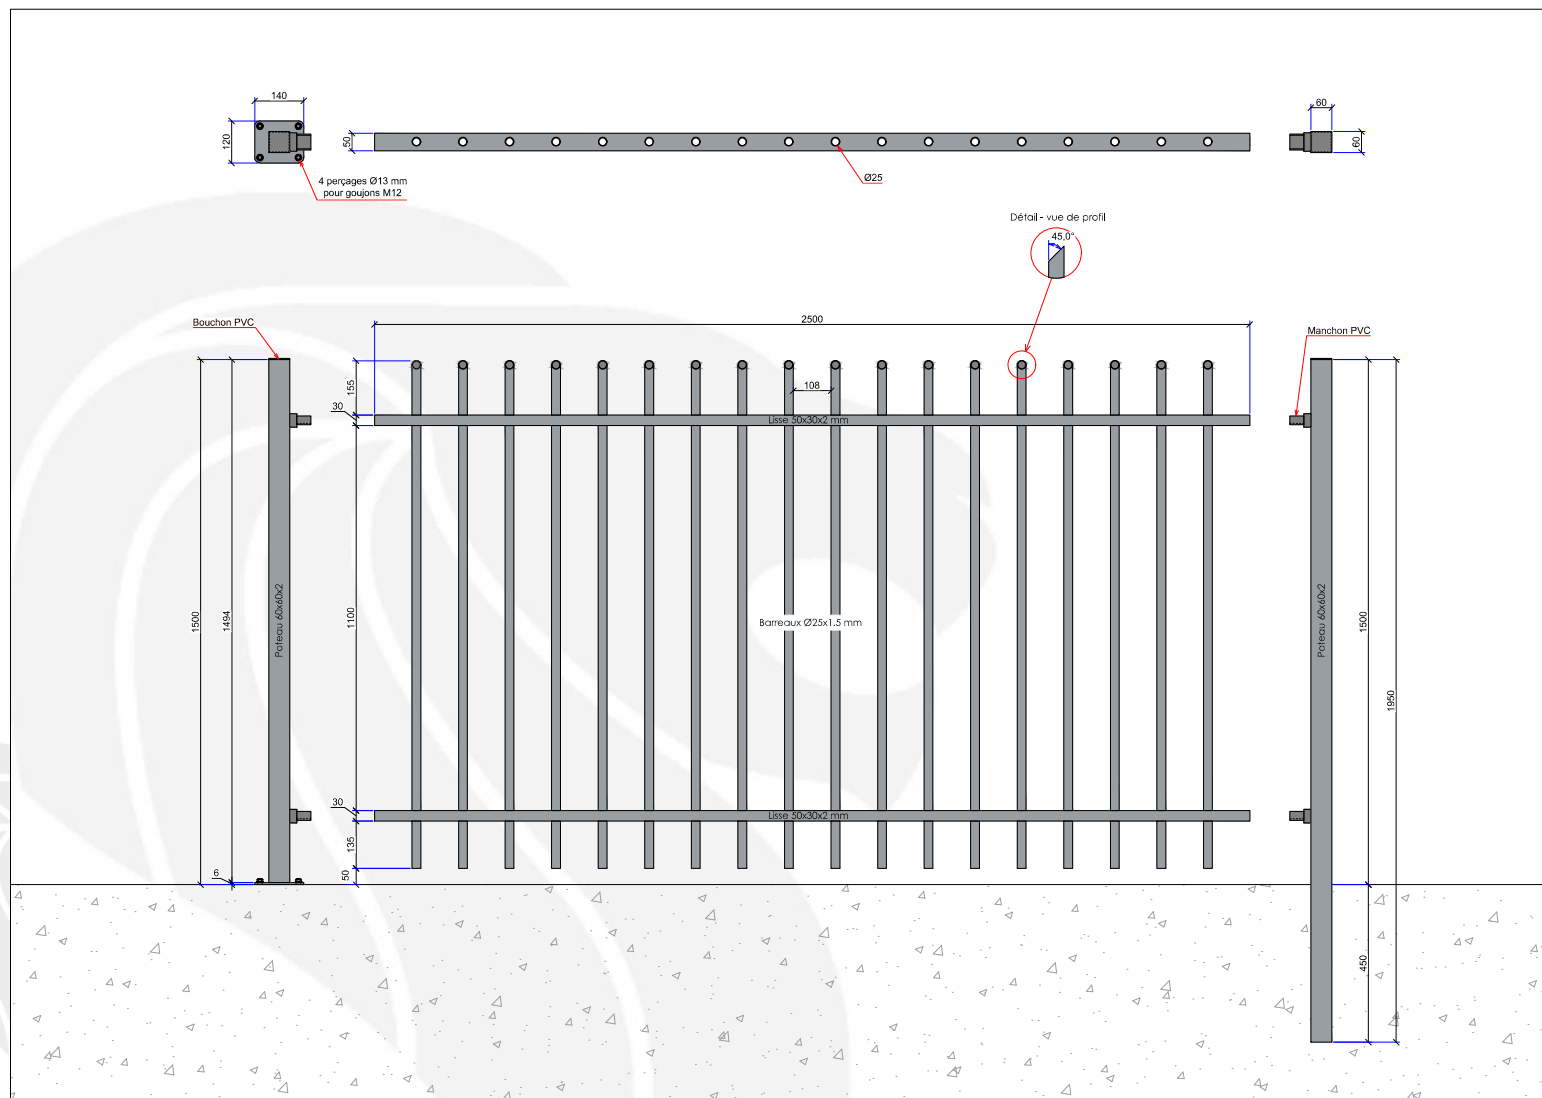 140
120
4 perçages Ø13 mm
pour goujons M12
50
Ø25
60
60
Détail - vue de profil
45,0°
Bouchon PVC
2500
Manchon PVC
155
30
108
Lisse 50x30x2 mm
1500
1494
Poteau 60x60x2
1100
Barreaux Ø25x1.5 mm
Poteau 60x60x2
1500
1950
30
Lisse 50x30x2 mm
135
6
50
450